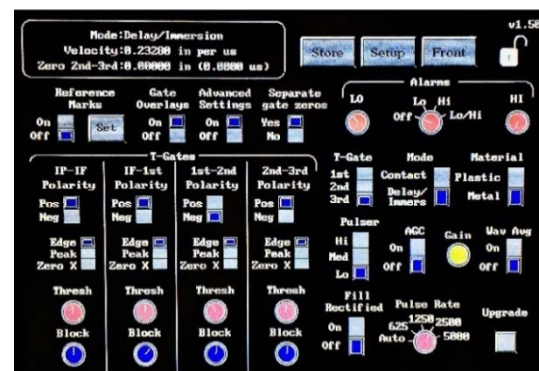 Mode:Delay/Immersion
Velocity:0.23280 in per us
Zero 2nd-3rd:0.00000 in (0.0000 us)
Store
Setup
Front
v1.50
Reference
Marks
On
Off
Set
Gate
Overlays
On
Off
Advanced
Settings
On
Off
Separate
gate zeros
Yes
No
Alarms
LO
Lo
Hi
Off
Lo/Hi
HI
T-Gates
IP-IF
Polarity
Pos
Neg
Edge
Peak
Zero X
Thresh
Block
IF-1st
Polarity
Pos
Neg
Edge
Peak
Zero X
Thresh
Block
1st-2nd
Polarity
Pos
Neg
Edge
Peak
Zero X
Thresh
Block
2nd-3rd
Polarity
Pos
Neg
Edge
Peak
Zero X
Thresh
Block
T-Gate
1st
2nd
3rd
Mode
Contact
Delay/
Immers
Material
Plastic
Metal
Pulser
Hi
Med
Lo
AGC
On
Off
Gain
Wav Avg
On
Off
Fill
Rectified
On
Off
Pulse Rate
1250
625
2500
Auto
5000
Upgrade